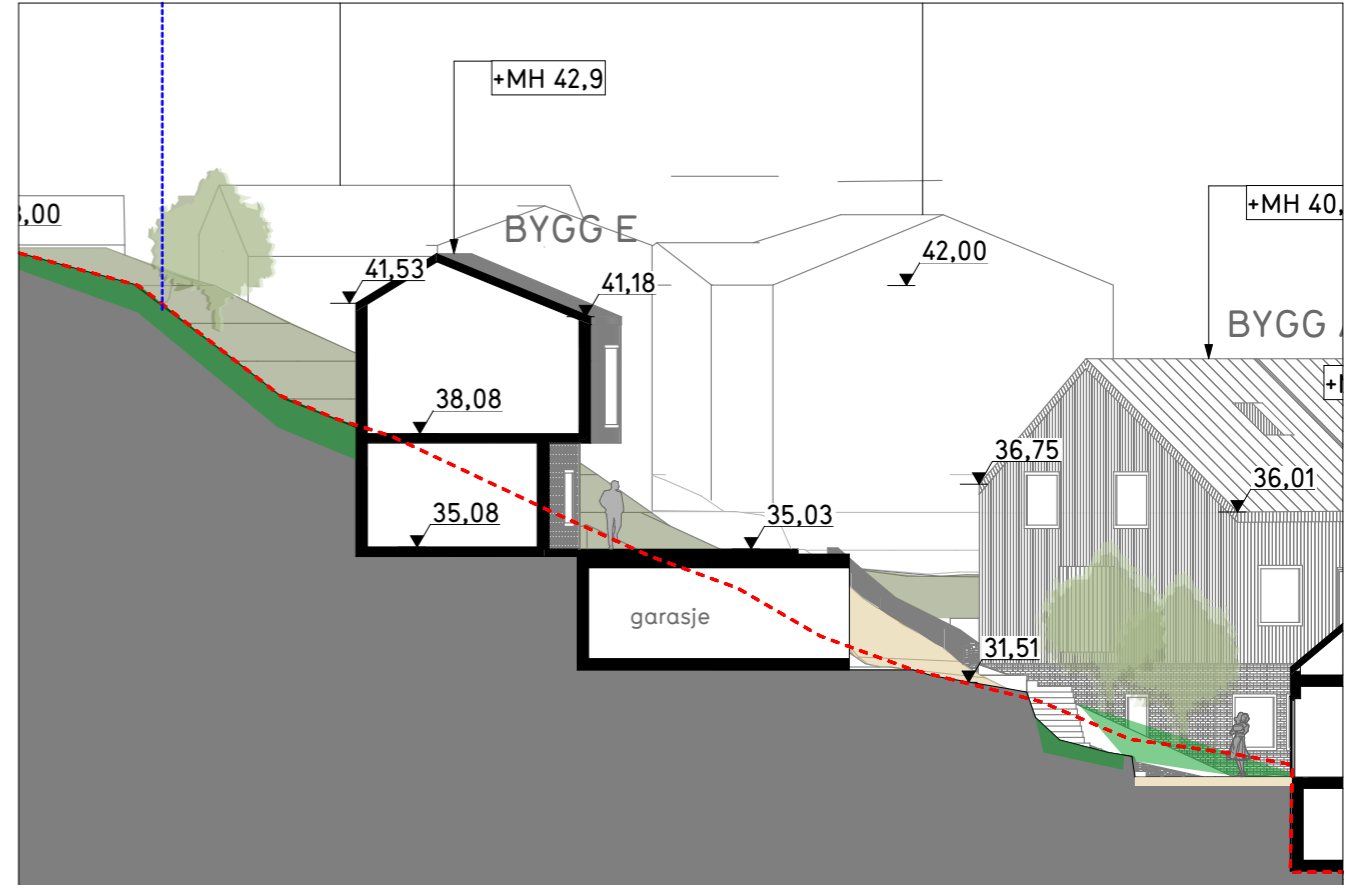 +MH 42,9
+MH 40,
,00
BYGG E
42,00
41,53
41,18
BYGG
+
38,08
36,75
36,01
35,08
35,03
garasje
31,51